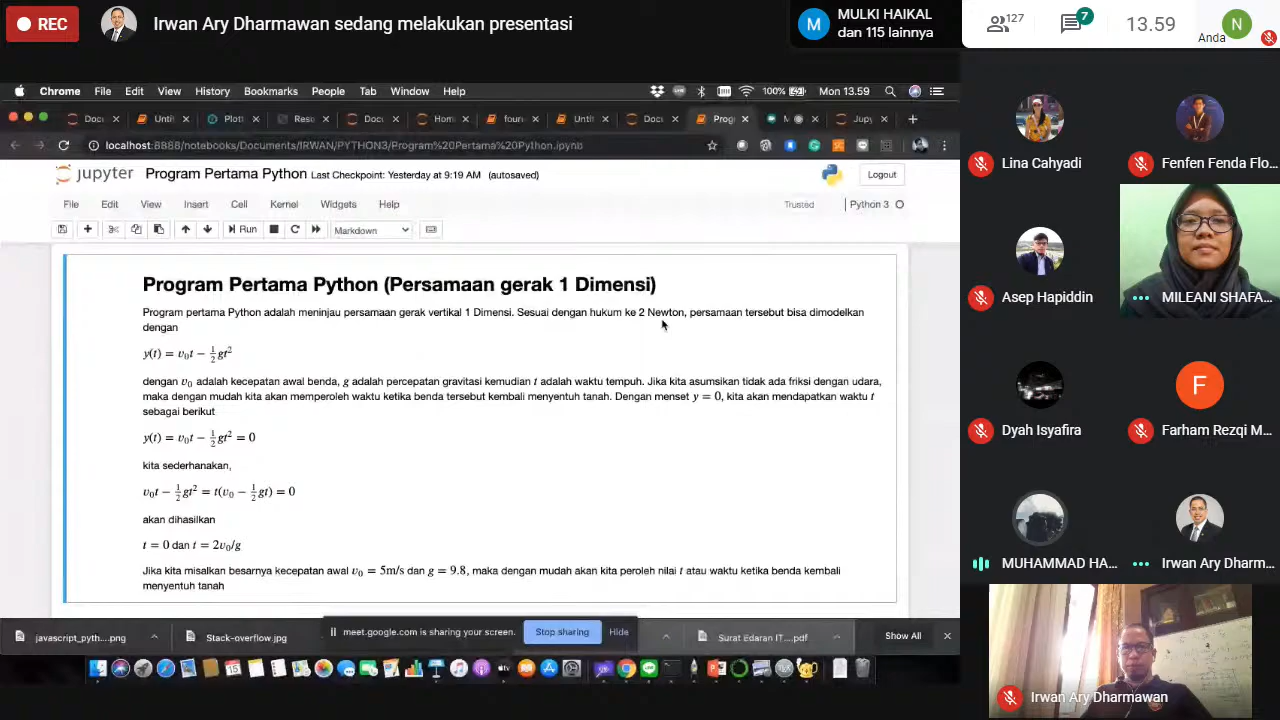 REC
Irwan Ary Dharmawan sedang melakukan presentasi
M
MULKI HAIKAL
dan 115 lainnya
127
7
13.59
Anda
N
Chrome File Edit View History Bookmarks People Tab Window Help
100% Mon 13.59
Docu Untit Plott Rese Docu Hom foun Untit Docu Prog M Jupy
localhost:8888/notebooks/Documents/IRWAN/PYTHON3/Program%20Pertama%20Python.ipynb
jupyter Program Pertama Python Last Checkpoint: Yesterday at 9:19 AM (autosaved)
Logout
File Edit View Insert Cell Kernel Widgets Help
Trusted Python 3
Run Markdown
Program Pertama Python (Persamaan gerak 1 Dimensi)
Program pertama Python adalah meninjau persamaan gerak vertikal 1 Dimensi. Sesuai dengan hukum ke 2 Newton, persamaan tersebut bisa dimodelkan
dengan
y(t) = v₀t − ½gt²
dengan v₀ adalah kecepatan awal benda, g adalah percepatan gravitasi kemudian t adalah waktu tempuh. Jika kita asumsikan tidak ada friksi dengan udara,
maka dengan mudah kita akan memperoleh waktu ketika benda tersebut kembali menyentuh tanah. Dengan menset y = 0, kita akan mendapatkan waktu t
sebagai berikut
y(t) = v₀t − ½gt² = 0
kita sederhanakan,
v₀t − ½gt² = t(v₀ − ½gt) = 0
akan dihasilkan
t = 0 dan t = 2v₀/g
Jika kita misalkan besarnya kecepatan awal v₀ = 5m/s dan g = 9.8, maka dengan mudah akan kita peroleh nilai t atau waktu ketika benda kembali
menyentuh tanah
javascript_pyth....png
Stack-overflow.jpg
meet.google.com is sharing your screen.
Stop sharing
Hide
Surat Edaran IT....pdf
Show All
Lina Cahyadi
Fenfen Fenda Flo...
Asep Hapiddin
MILEANI SHAFA...
Dyah Isyafira
F
Farham Rezqi M...
MUHAMMAD HA...
Irwan Ary Dharm...
Irwan Ary Dharmawan